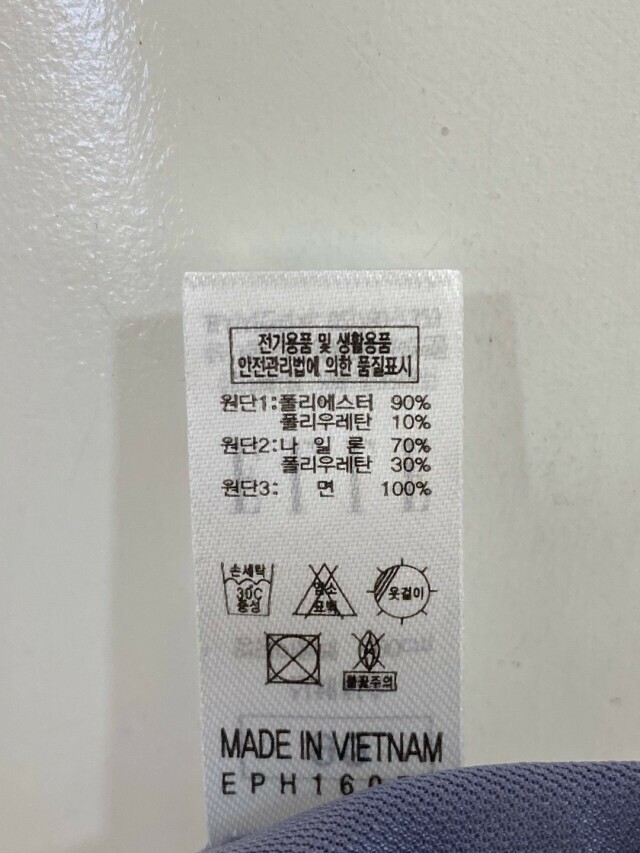 전기용품 및 생활용품
안전관리법에 의한 품질표시
원단1: 폴리에스터 90%
폴리우레탄 10%
원단2: 나 일 론 70%
폴리우레탄 30%
원단3: 면 100%
손세탁
30C
중성
염소
표백
옷걸이
불꽃주의
MADE IN VIETNAM